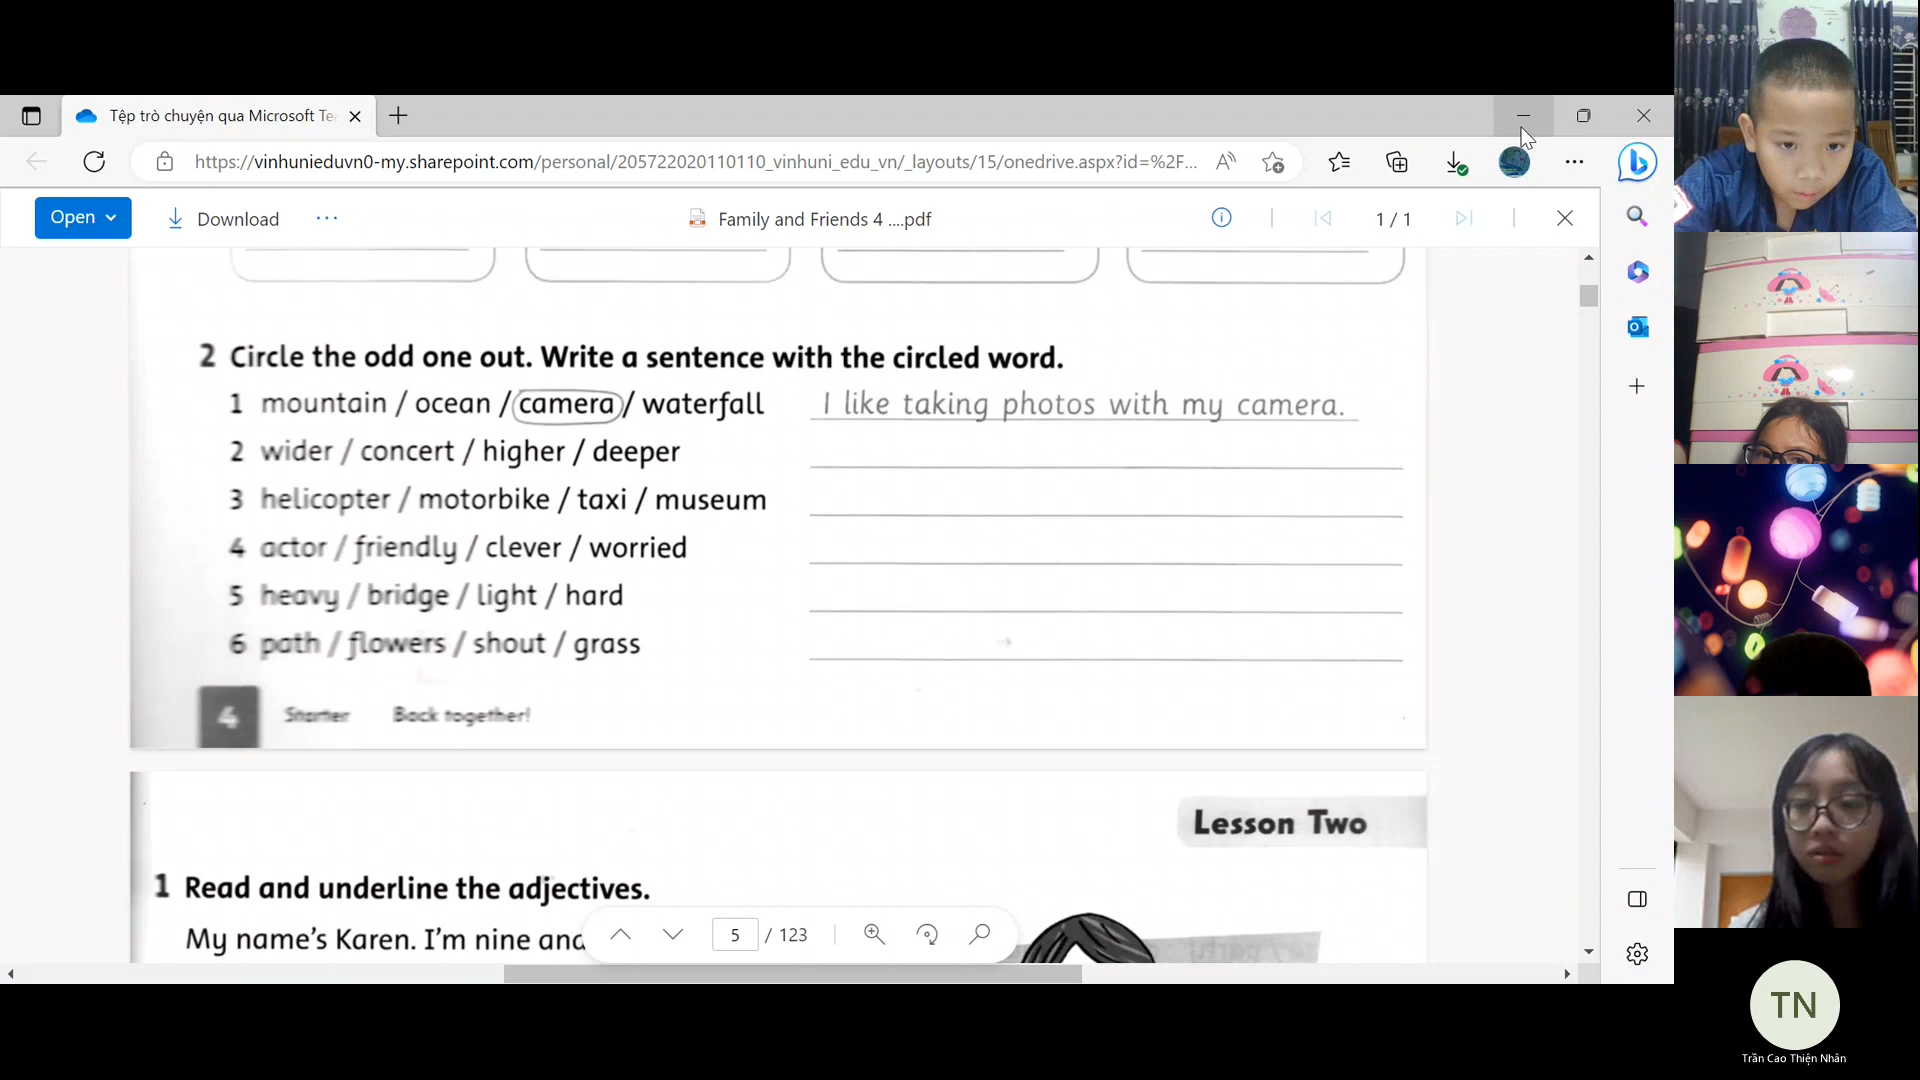 Tệp trò chuyện qua Microsoft Te
https://vinhunieduvn0-my.sharepoint.com/personal/205722020110110_vinhuni_edu_vn/_layouts/15/onedrive.aspx?id=%2F...
Open
Download
Family and Friends 4 ....pdf
1 / 1
2 Circle the odd one out. Write a sentence with the circled word.
1 mountain / ocean / camera / waterfall I like taking photos with my camera.
2 wider / concert / higher / deeper
3 helicopter / motorbike / taxi / museum
4 actor / friendly / clever / worried
5 heavy / bridge / light / hard
6 path / flowers / shout / grass
4 Starter Back together!
Lesson Two
1 Read and underline the adjectives.
My name's Karen. I'm nine and
5 / 123
TN
Trần Cao Thiện Nhân